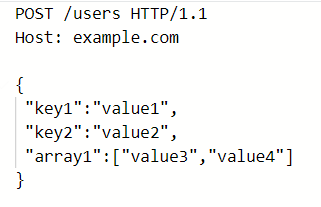 POST /users HTTP/1.1
Host: example.com

{
 "key1":"value1",
 "key2":"value2",
 "array1":["value3","value4"]
}